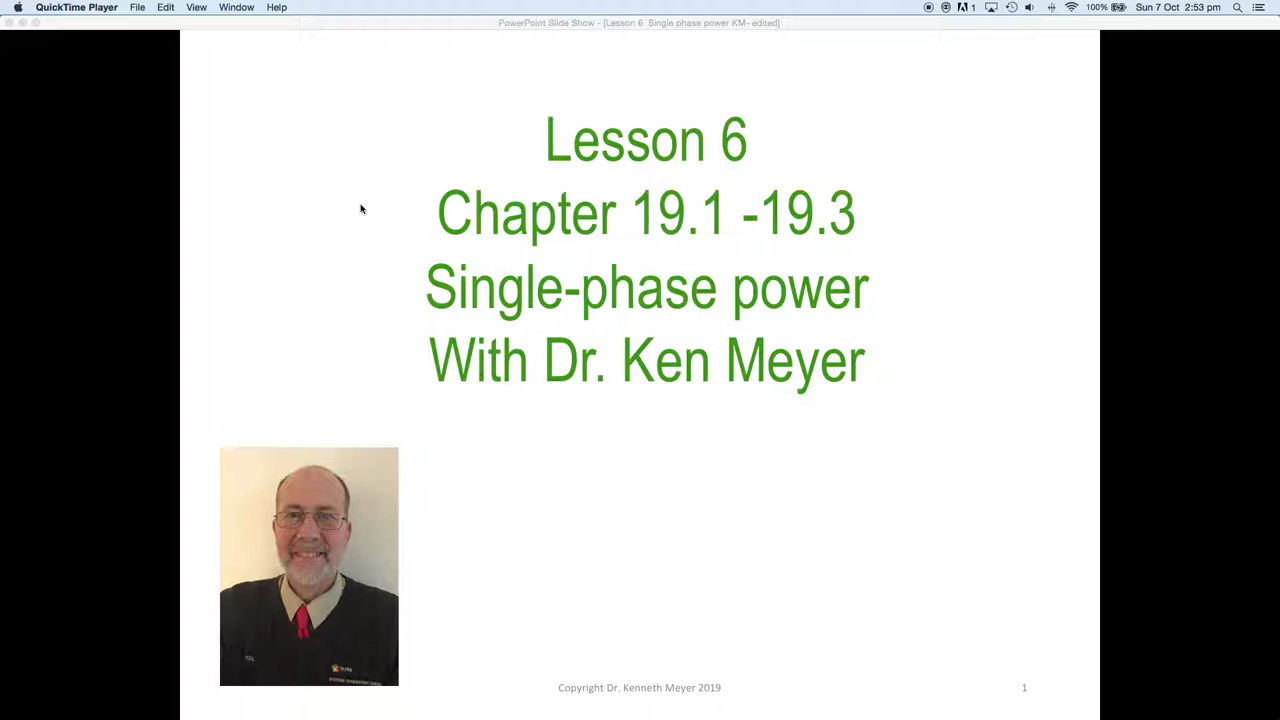 QuickTime Player File Edit View Window Help 1 100% Sun 7 Oct 2:53 pm
PowerPoint Slide Show - [Lesson 6 Single phase power KM- edited]
Lesson 6
Chapter 19.1 -19.3
Single-phase power
With Dr. Ken Meyer
Copyright Dr. Kenneth Meyer 2019 1